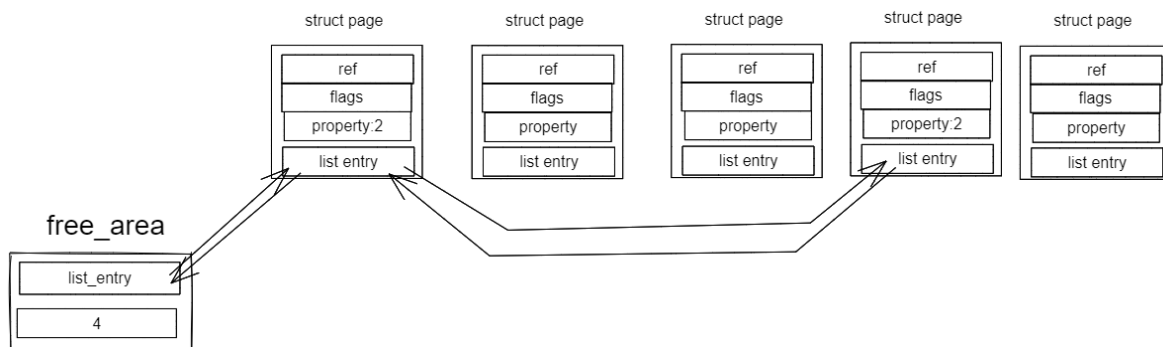 struct page
struct page
struct page
struct page
struct page
ref
ref
ref
ref
ref
flags
flags
flags
flags
flags
property:2
property
property
property:2
property
list entry
list entry
list entry
list entry
list entry
free_area
list_entry
4